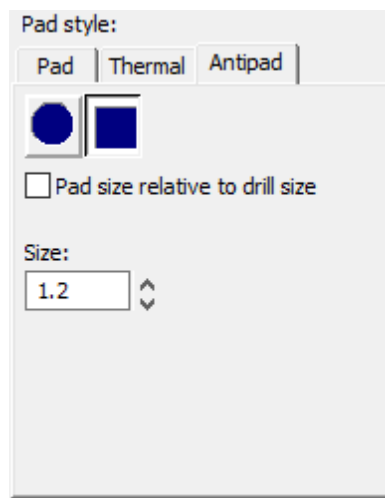 Pad style:
Pad Thermal Antipad
Pad size relative to drill size
Size:
1.2